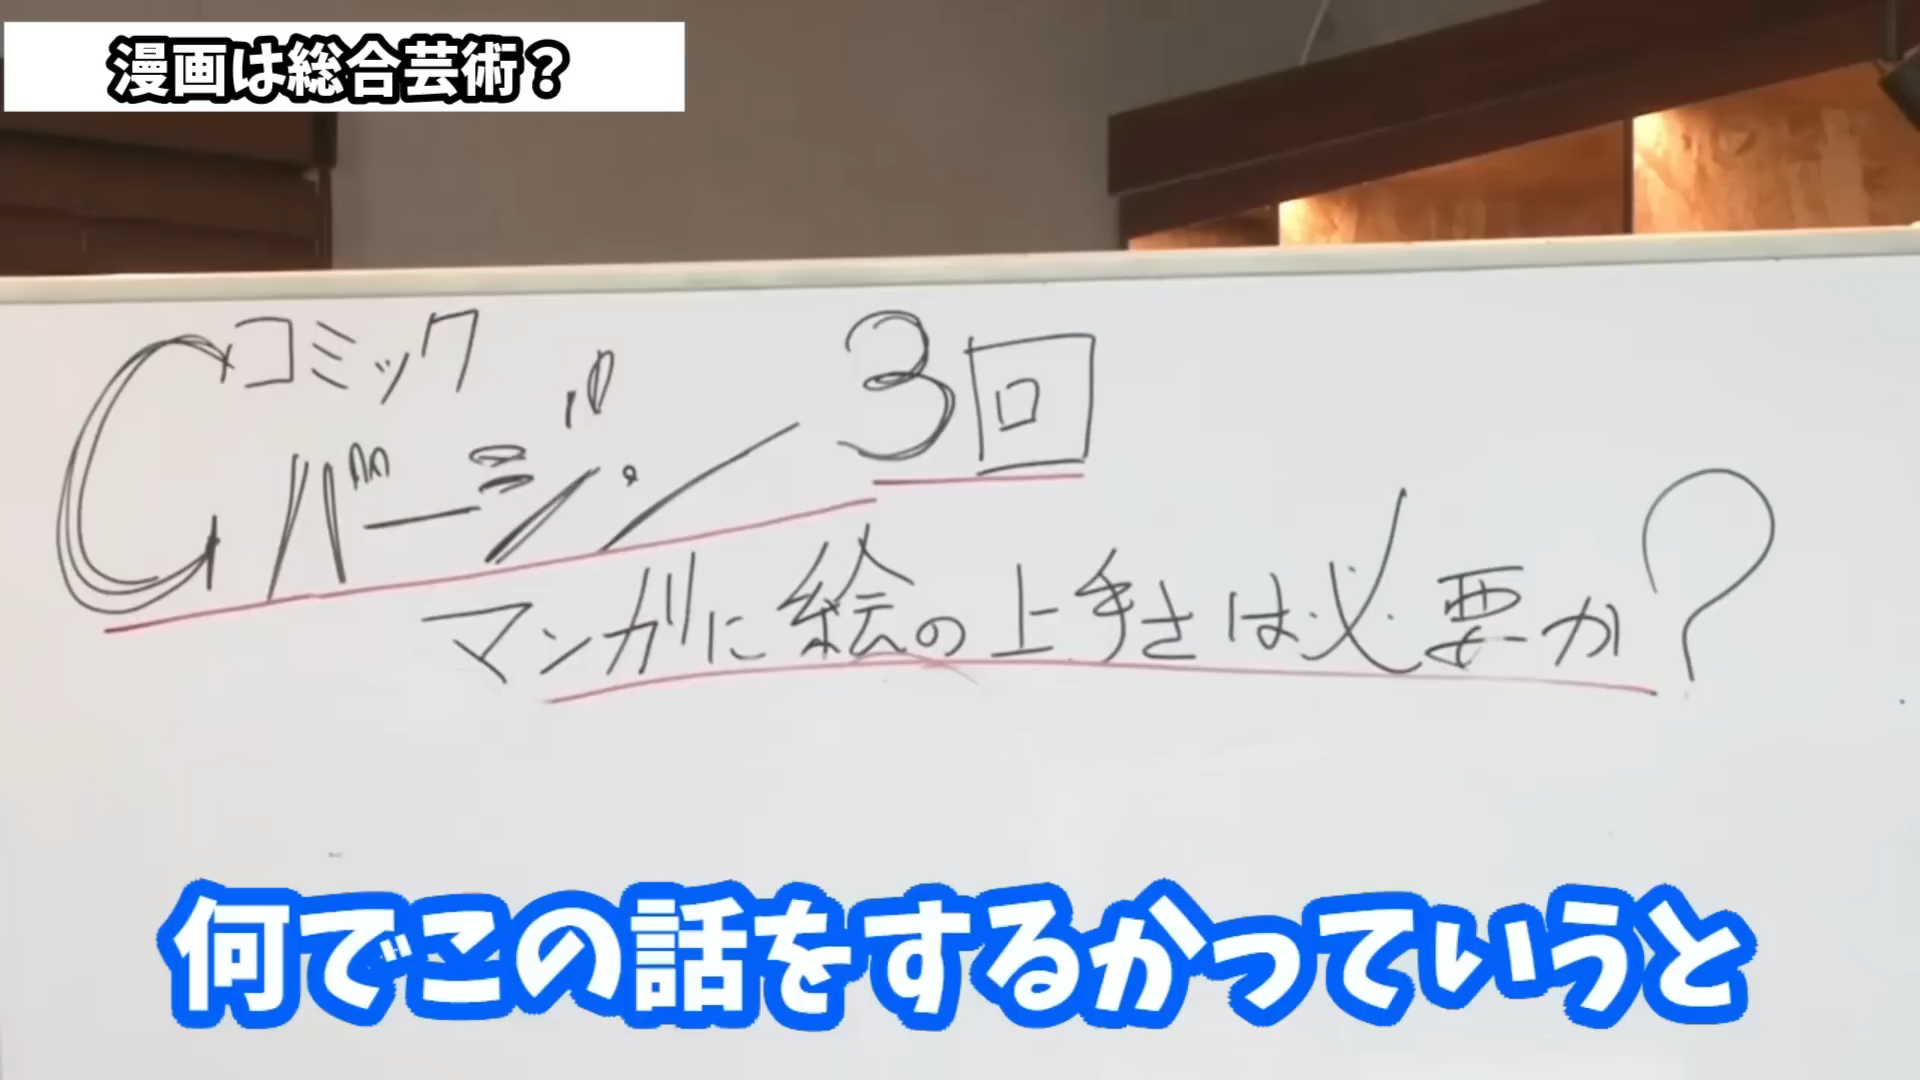 漫画は総合芸術？
コミック
バージン 3回
マンガに絵の上手さは必要か?
何でこの話をするかっていうと